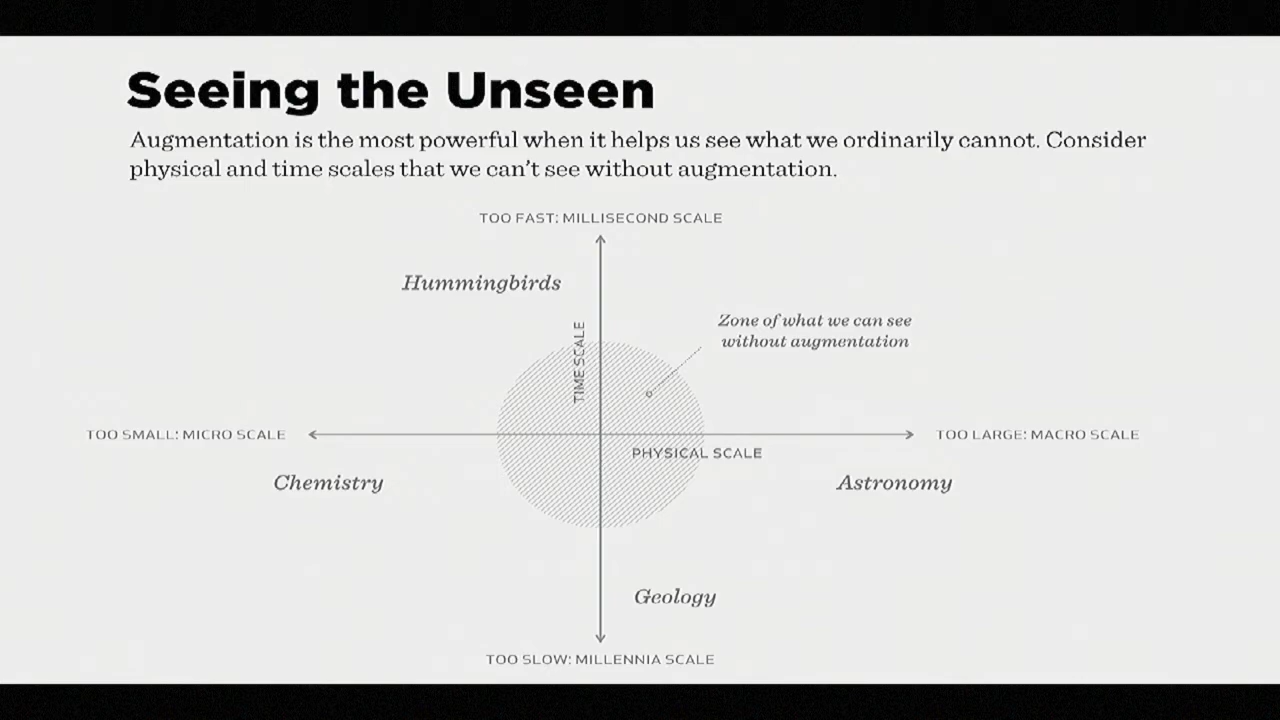 Seeing the Unseen
Augmentation is the most powerful when it helps us see what we ordinarily cannot. Consider
physical and time scales that we can't see without augmentation.
TOO FAST: MILLISECOND SCALE
Hummingbirds
Zone of what we can see
without augmentation
TIME SCALE
TOO SMALL: MICRO SCALE
TOO LARGE: MACRO SCALE
PHYSICAL SCALE
Chemistry
Astronomy
Geology
TOO SLOW: MILLENNIA SCALE